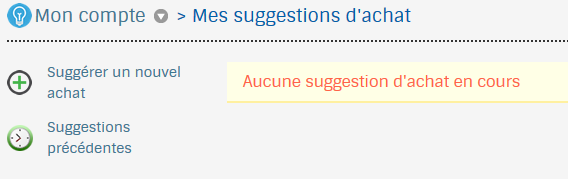 Mon compte > Mes suggestions d'achat
Suggérer un nouvel
achat
Aucune suggestion d'achat en cours
Suggestions
précédentes